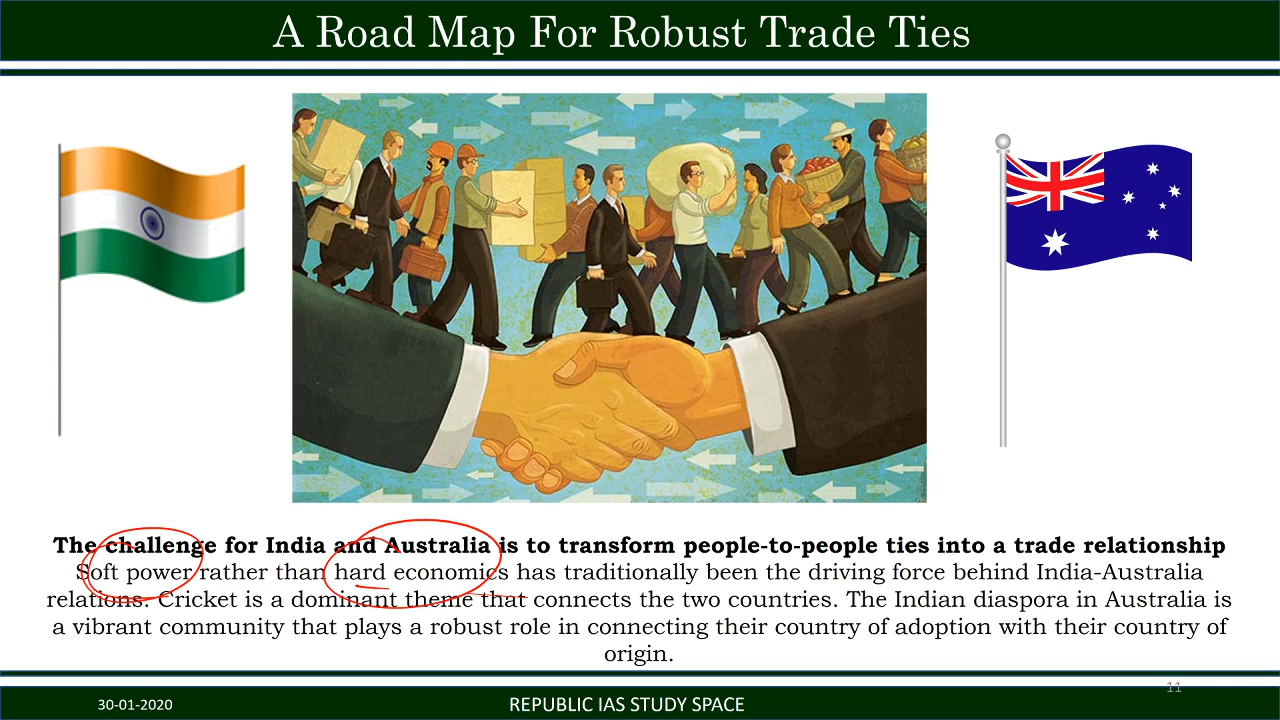 A Road Map For Robust Trade Ties
The challenge for India and Australia is to transform people-to-people ties into a trade relationship
Soft power rather than hard economics has traditionally been the driving force behind India-Australia
relations. Cricket is a dominant theme that connects the two countries. The Indian diaspora in Australia is
a vibrant community that plays a robust role in connecting their country of adoption with their country of
origin.
11
30-01-2020
REPUBLIC IAS STUDY SPACE